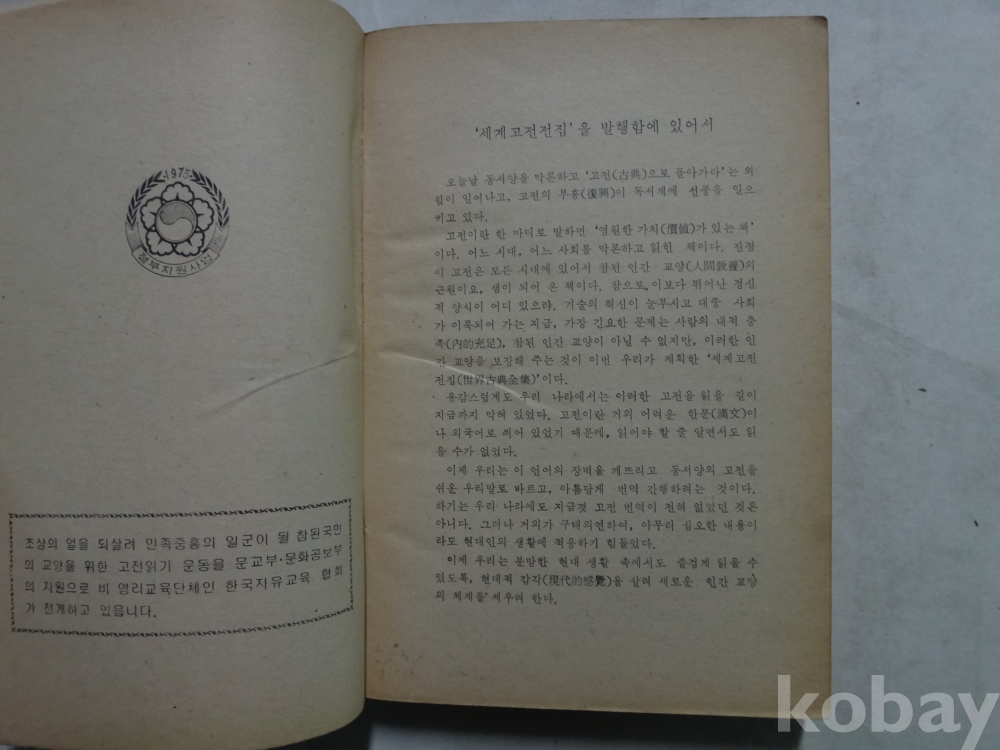 1975
정부지원사업
조상의 얼을 되살려 민족중흥의 일군이 될 참된국민
의 교양을 위한 고전읽기 운동을 문교부·문화공보부
의 지원으로 비 영리교육단체인 한국자유교육 협회
가 전개하고 있읍니다.
'세계고전전집'을 발행함에 있어서
오늘날 동서양을 막론하고 '고전(古典)으로 돌아가라'는 외
침이 일어나고, 고전의 부흥(復興)이 독서계에 선풍을 일으
키고 있다.
고전이란 한 마디로 말하면 '영원한 가치(價値)가 있는 책'
이다. 어느 시대, 어느 사회를 막론하고 읽힌 책이다. 진정
이 고전은 모든 시대에 있어서 참된 인간 교양(人間敎養)의
근원이요, 샘이 되어 온 책이다. 참으로, 이보다 뛰어난 정신
적 양식이 어디 있으랴. 기술의 혁신이 눈부시고 대중 사회
가 이룩되어 가는 지금, 가장 긴요한 문제는 사람의 내적 충
족(內的充足), 참된 인간 교양이 아닐 수 없지만, 이러한 인
간 교양을 보장해 주는 것이 이번 우리가 계획한 '세계고전
전집(世界古典全集)'이다.
유감스럽게도 우리 나라에서는 이러한 고전을 읽을 길이
지금까지 막혀 있었다. 고전이란 거의 어려운 한문(漢文)이
나 외국어로 씌어 있었기 때문에, 읽어야 할 줄 알면서도 읽
을 수가 없었다.
이제 우리는 이 언어의 장벽을 깨뜨리고 동서양의 고전을
쉬운 우리말로 바르고, 아름답게 번역 간행하려는 것이다.
하기는 우리 나라에도 지금껏 고전 번역이 전혀 없었던 것은
아니다. 그러나 거의가 구태의연하여, 아무리 심오한 내용이
라도 현대인의 생활에 적응하기 힘들었다.
이제 우리는 분망한 현대 생활 속에서도 즐겁게 읽을 수
있도록, 현대적 감각(現代的感覺)을 살려 새로운 인간 교양
의 체제를 세우려 한다.
kobay